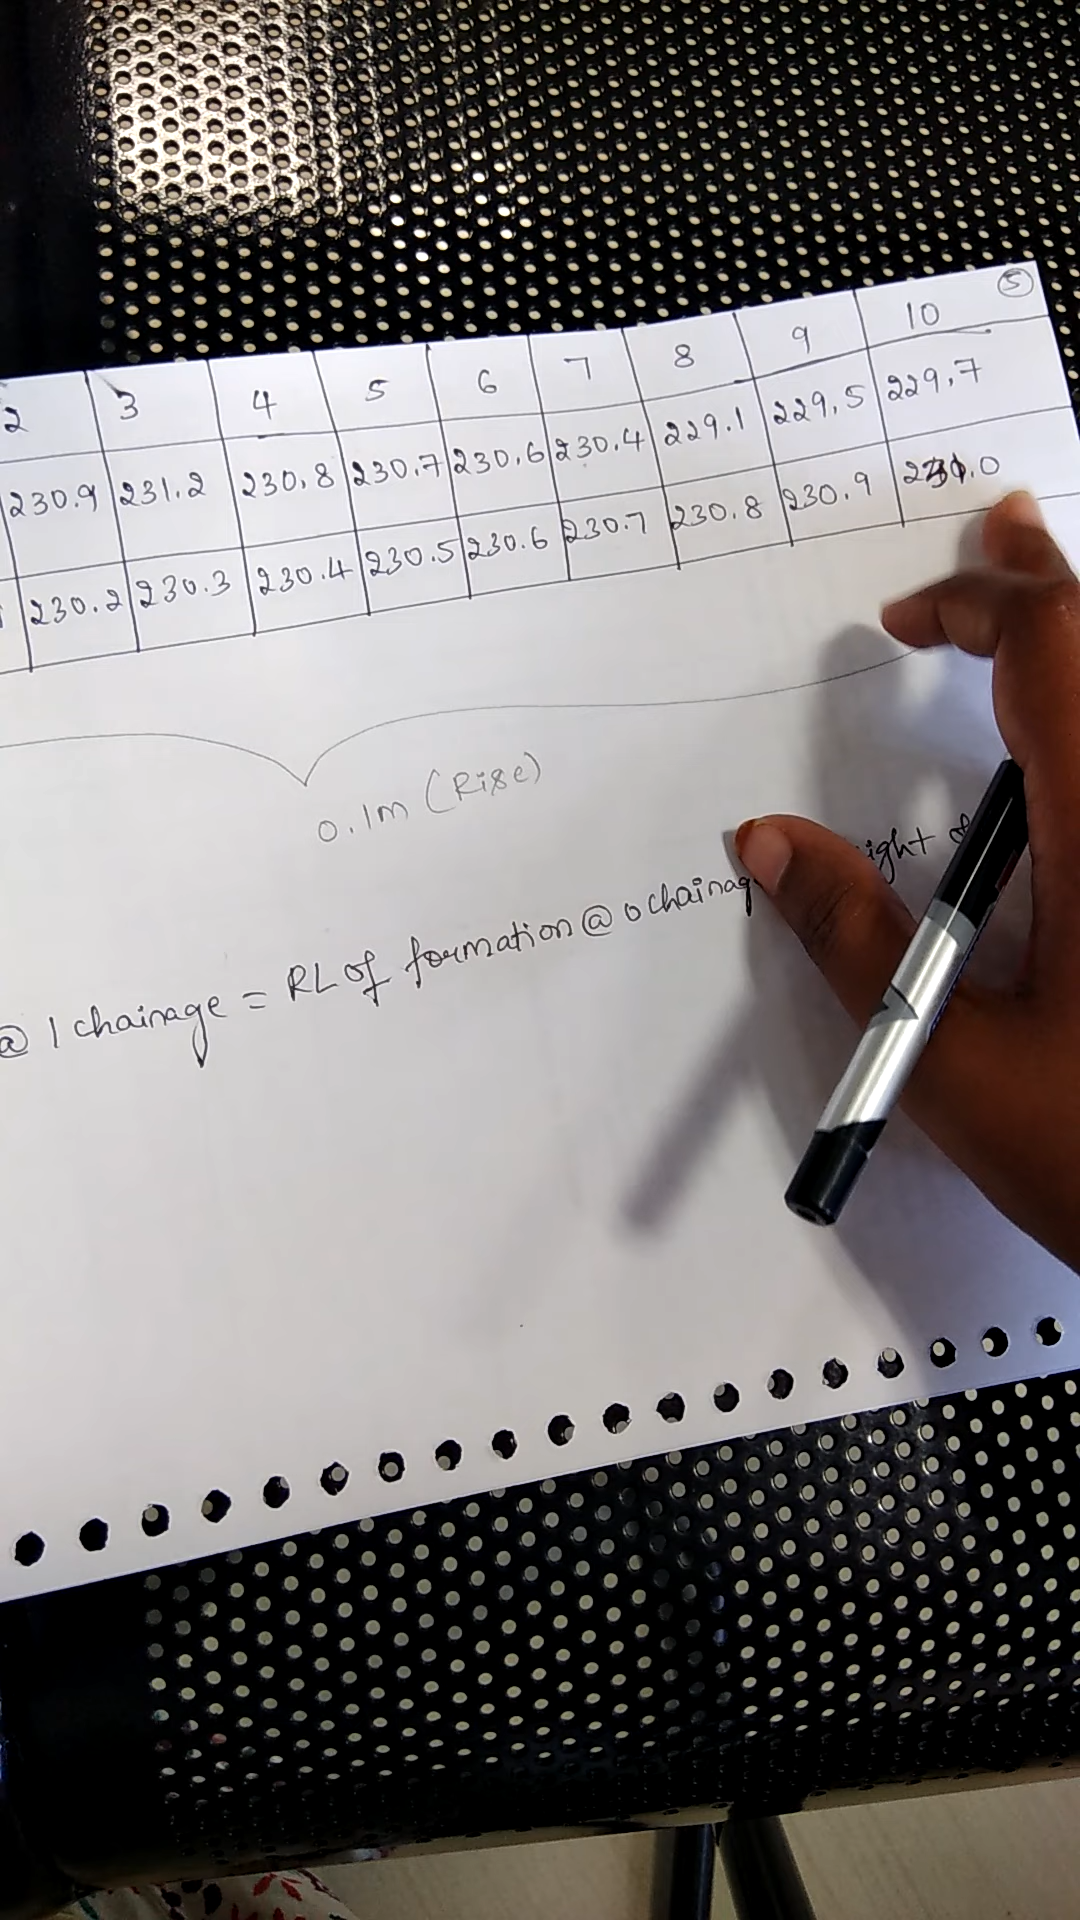 5
2 3 4 5 6 7 8 9 10
230.9 231.2 230.8 230.7 230.6 230.4 229.1 229.5 229.7
230.2 230.3 230.4 230.5 230.6 230.7 230.8 230.9 231.0
0.1m (Rise)
@ 1 chainage = RL of formation @ 0 chainag ight